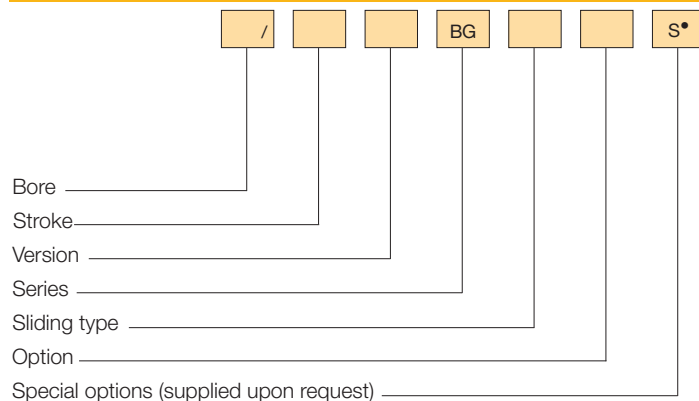 / BG S•
Bore
Stroke
Version
Series
Sliding type
Option
Special options (supplied upon request)